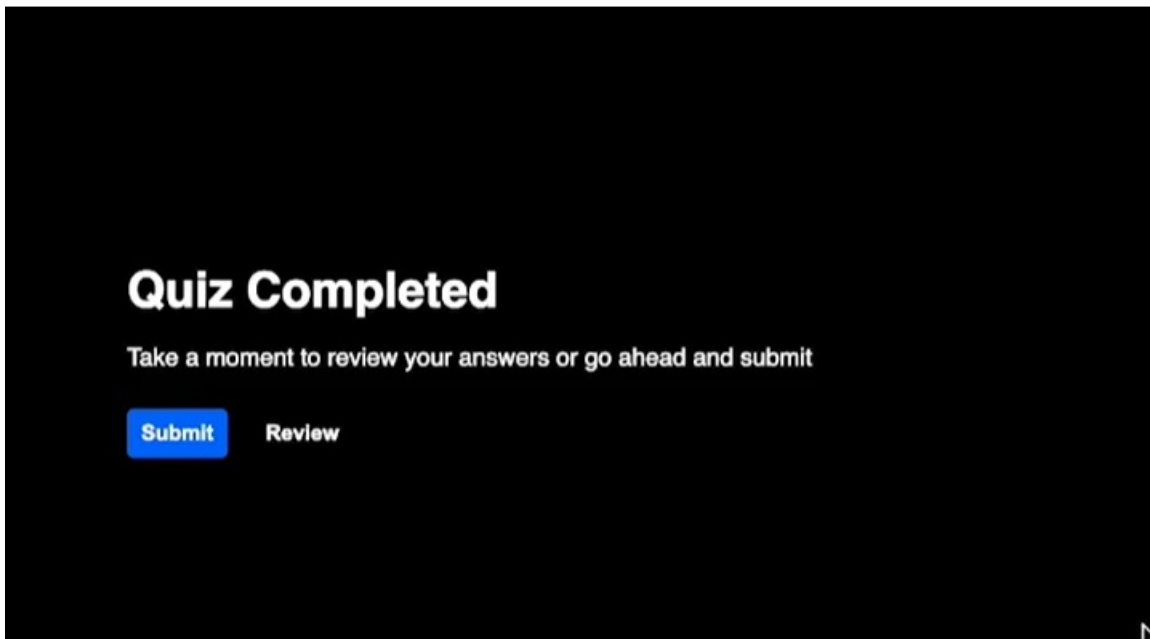 Quiz Completed
Take a moment to review your answers or go ahead and submit
Submit Review